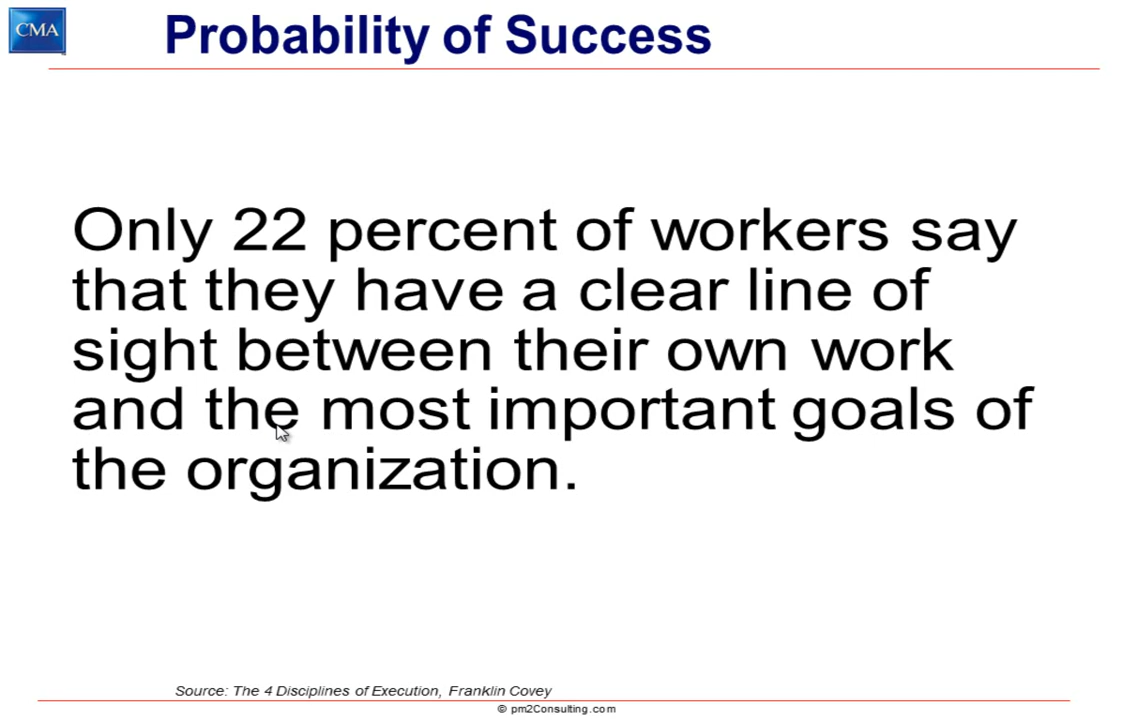 CMA
Probability of Success
Only 22 percent of workers say
that they have a clear line of
sight between their own work
and the most important goals of
the organization.
Source: The 4 Disciplines of Execution, Franklin Covey
© pm2Consulting.com